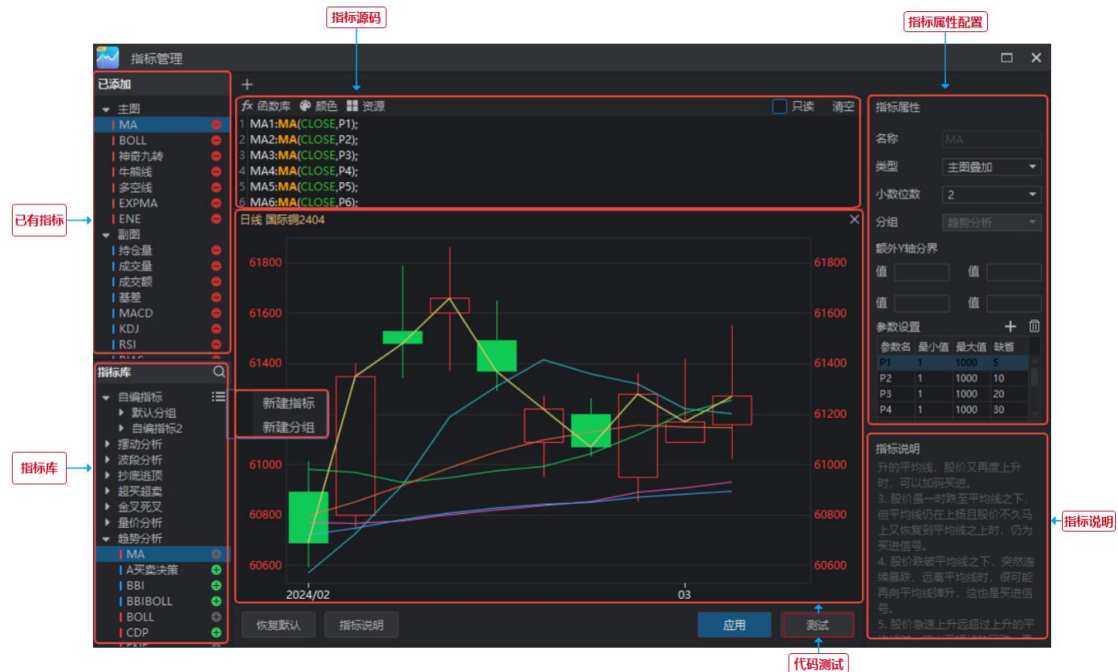 指标源码
指标属性配置
指标管理
已添加
主图
MA
BOLL
神奇九转
牛熊线
多空线
EXPMA
ENE
副图
持仓量
成交量
成交额
基差
MACD
KDJ
RSI
已有指标
指标库
自编指标
默认分组
自编指标2
摆动分析
波段分析
抄底逃顶
超买超卖
金叉死叉
量价分析
趋势分析
MA
A买卖决策
BBI
BBIBOLL
BOLL
CDP
指标库
新建指标
新建分组
fx 函数库 颜色 资源 只读 清空
1 MA1:MA(CLOSE,P1);
2 MA2:MA(CLOSE,P2);
3 MA3:MA(CLOSE,P3);
4 MA4:MA(CLOSE,P4);
5 MA5:MA(CLOSE,P5);
6 MA6:MA(CLOSE,P6);
日线 国际铜2404
61800 61800
61600 61600
61400 61400
61200 61200
61000 61000
60800 60800
60600 60600
2024/02 03
恢复默认 指标说明 应用 测试
代码测试
指标属性
名称 MA
类型 主图叠加
小数位数 2
分组 趋势分析
额外Y轴分界
值 值
值 值
参数设置
参数名 最小值 最大值 缺省
P1 1 1000 5
P2 1 1000 10
P3 1 1000 20
P4 1 1000 30
指标说明
升的平均线，股价又再度上升
时，可以加码买进。
3. 股价虽一时跌至平均线之下，
但平均线仍在上扬且股价不久马
上又恢复到平均线之上时，仍为
买进信号。
4. 股价跌破平均线之下，突然连
续暴跌，远离平均线时，很可能
再向平均线弹升，这也是买进信
号。
5. 股价急速上升远超过上升的平
指标说明